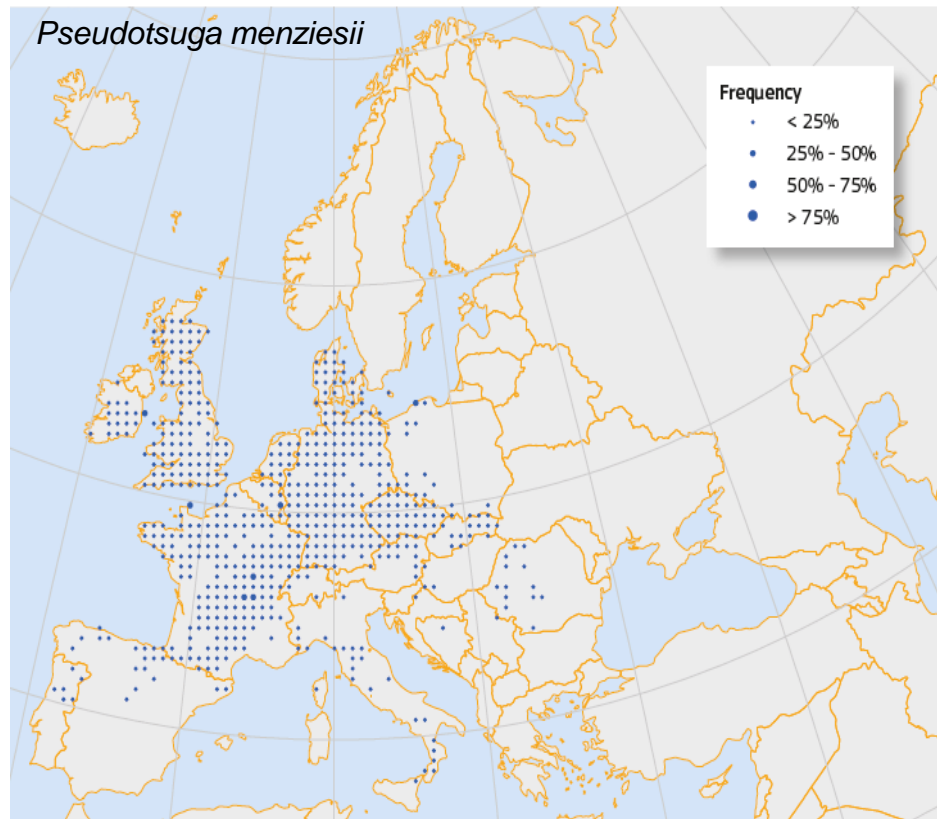 Pseudotsuga menziesii
Frequency
< 25%
25% - 50%
50% - 75%
> 75%